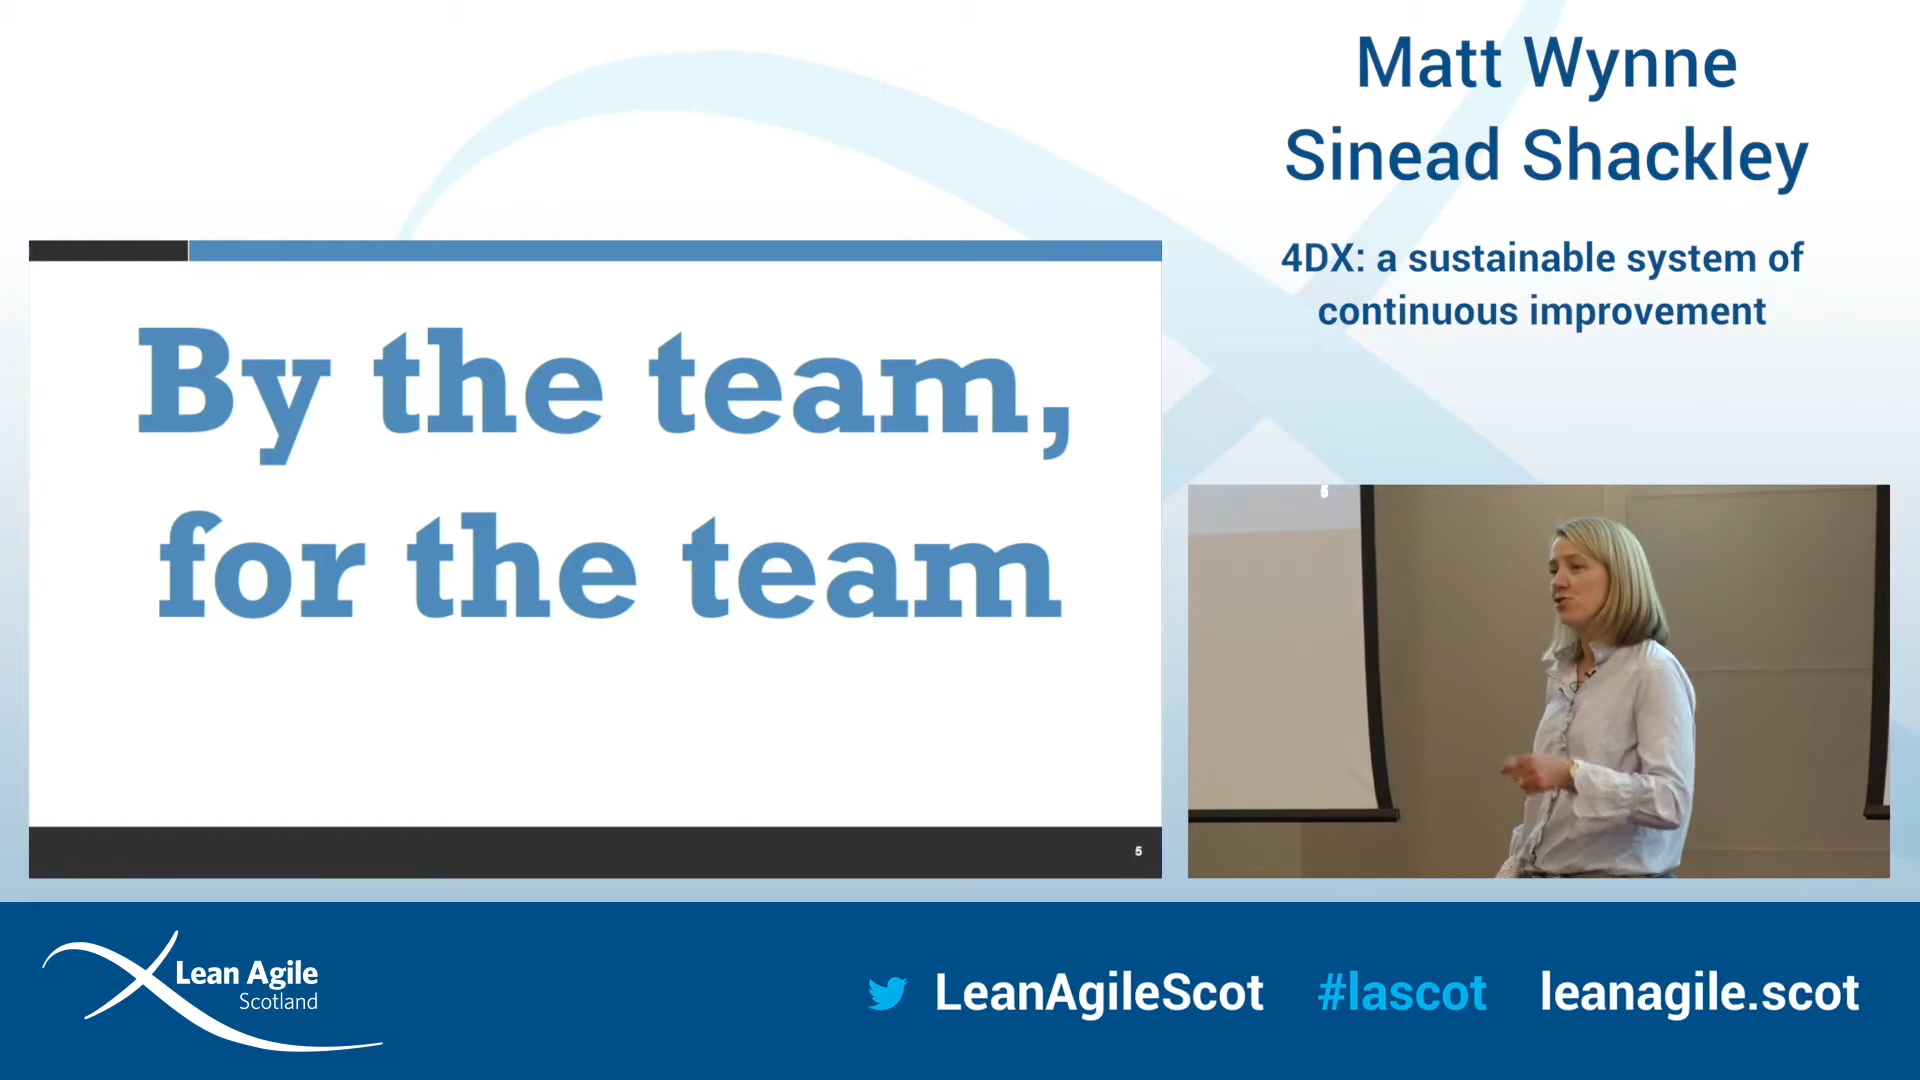 Matt Wynne
Sinead Shackley
4DX: a sustainable system of
continuous improvement
By the team,
for the team
5
5
Lean Agile
Scotland
LeanAgileScot
#lascot
leanagile.scot